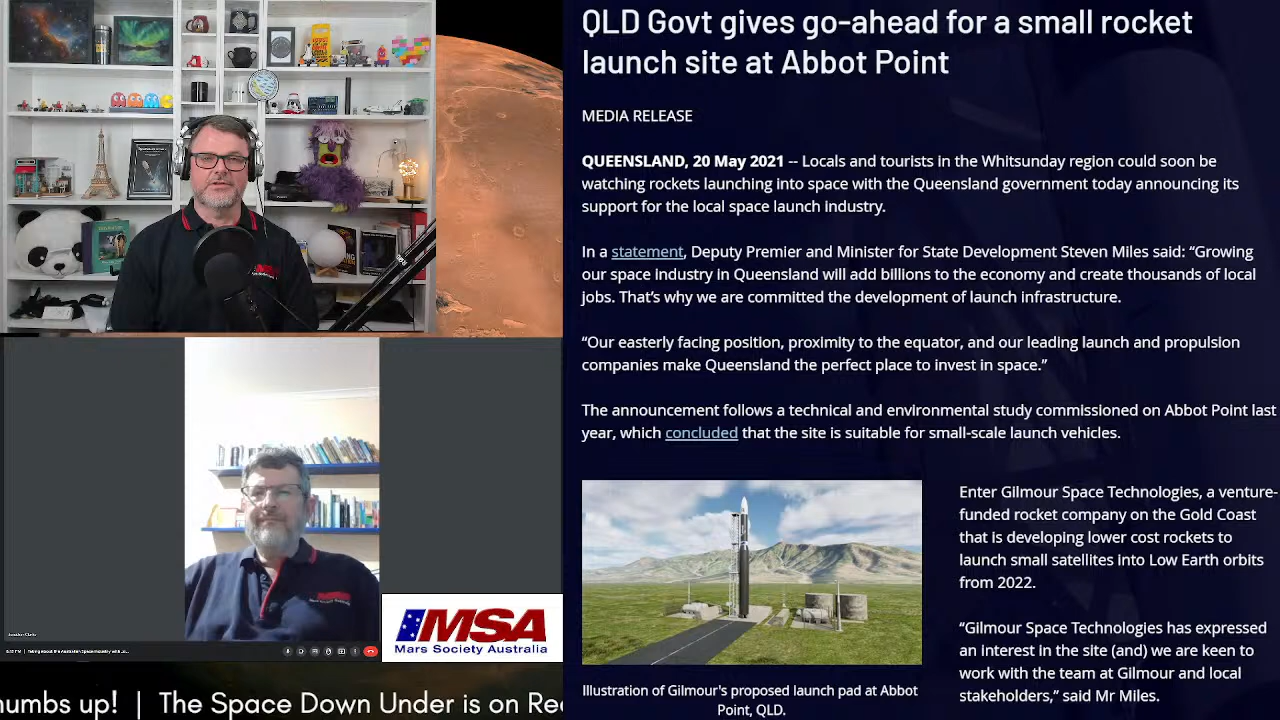 QLD Govt gives go-ahead for a small rocket
launch site at Abbot Point
MEDIA RELEASE
QUEENSLAND, 20 May 2021 -- Locals and tourists in the Whitsunday region could soon be
watching rockets launching into space with the Queensland government today announcing its
support for the local space launch industry.
In a statement, Deputy Premier and Minister for State Development Steven Miles said: “Growing
our space industry in Queensland will add billions to the economy and create thousands of local
jobs. That’s why we are committed the development of launch infrastructure.
“Our easterly facing position, proximity to the equator, and our leading launch and propulsion
companies make Queensland the perfect place to invest in space.”
The announcement follows a technical and environmental study commissioned on Abbot Point last
year, which concluded that the site is suitable for small-scale launch vehicles.
Enter Gilmour Space Technologies, a venture-
funded rocket company on the Gold Coast
that is developing lower cost rockets to
launch small satellites into Low Earth orbits
from 2022.
“Gilmour Space Technologies has expressed
an interest in the site (and) we are keen to
work with the team at Gilmour and local
stakeholders,” said Mr Miles.
Illustration of Gilmour's proposed launch pad at Abbot
Point, QLD.
MSA
Mars Society Australia
humbs up! | The Space Down Under is on Re